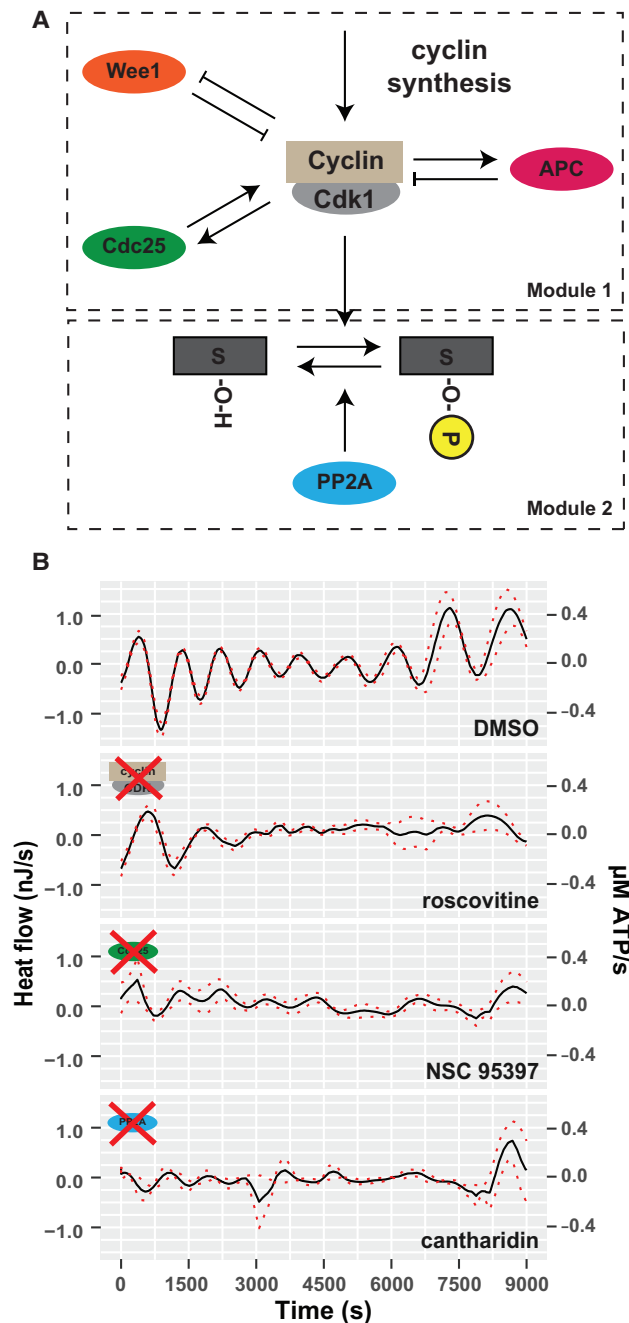 A
cyclin
synthesis
Wee1
Cyclin
Cdk1
APC
Cdc25
Module 1
S
S
O-H
O
P
PP2A
Module 2
B
Heat flow (nJ/s)
µM ATP/s
1.0
0.0
−1.0
0.4
0.0
−0.4
DMSO
cyclin
1.0
0.0
−1.0
0.4
0.0
−0.4
roscovitine
1.0
0.0
−1.0
0.4
0.0
−0.4
NSC 95397
1.0
0.0
−1.0
0.4
0.0
−0.4
cantharidin
0 1500 3000 4500 6000 7500 9000
Time (s)